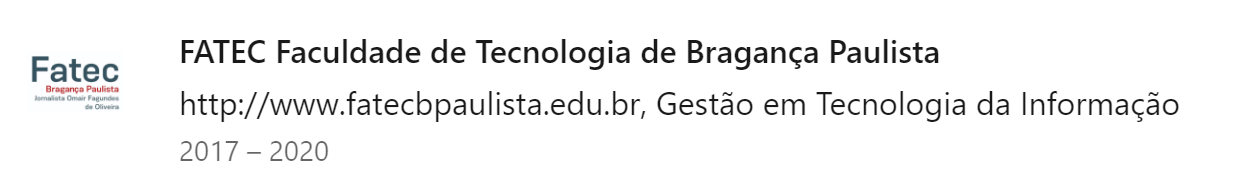 Fatec
Bragança Paulista
Jornalista Omair Fagundes
de Oliveira
FATEC Faculdade de Tecnologia de Bragança Paulista
http://www.fatecbpaulista.edu.br, Gestão em Tecnologia da Informação
2017 – 2020